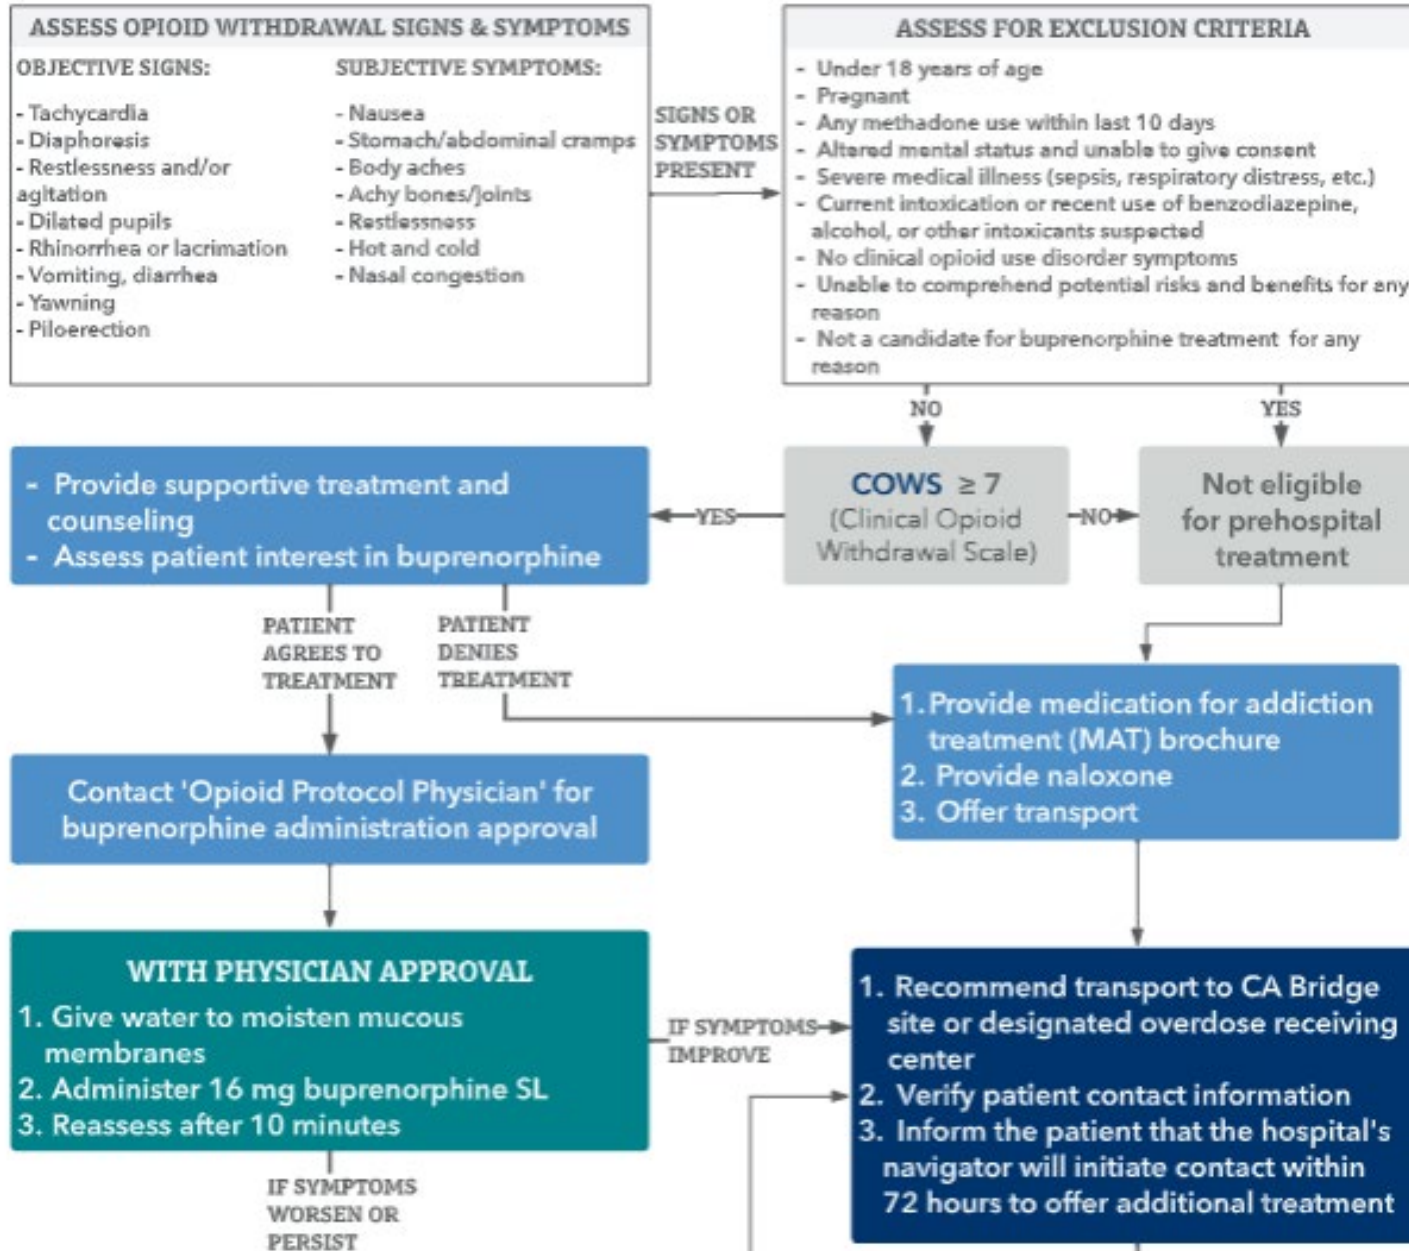 ASSESS OPIOID WITHDRAWAL SIGNS & SYMPTOMS
OBJECTIVE SIGNS:
- Tachycardia
- Diaphoresis
- Restlessness and/or
agitation
- Dilated pupils
- Rhinorrhea or lacrimation
- Vomiting, diarrhea
- Yawning
- Piloerection
SUBJECTIVE SYMPTOMS:
- Nausea
- Stomach/abdominal cramps
- Body aches
- Achy bones/joints
- Restlessness
- Hot and cold
- Nasal congestion
SIGNS OR
SYMPTOMS
PRESENT
ASSESS FOR EXCLUSION CRITERIA
- Under 18 years of age
- Pregnant
- Any methadone use within last 10 days
- Altered mental status and unable to give consent
- Severe medical illness (sepsis, respiratory distress, etc.)
- Current intoxication or recent use of benzodiazepine,
alcohol, or other intoxicants suspected
- No clinical opioid use disorder symptoms
- Unable to comprehend potential risks and benefits for any
reason
- Not a candidate for buprenorphine treatment for any
reason
NO
YES
- Provide supportive treatment and
counseling
- Assess patient interest in buprenorphine
YES
COWS ≥ 7
(Clinical Opioid
Withdrawal Scale)
NO
Not eligible
for prehospital
treatment
PATIENT
AGREES TO
TREATMENT
PATIENT
DENIES
TREATMENT
1. Provide medication for addiction
treatment (MAT) brochure
2. Provide naloxone
3. Offer transport
Contact 'Opioid Protocol Physician' for
buprenorphine administration approval
WITH PHYSICIAN APPROVAL
1. Give water to moisten mucous
membranes
2. Administer 16 mg buprenorphine SL
3. Reassess after 10 minutes
IF SYMPTOMS
IMPROVE
1. Recommend transport to CA Bridge
site or designated overdose receiving
center
2. Verify patient contact information
3. Inform the patient that the hospital's
navigator will initiate contact within
72 hours to offer additional treatment
IF SYMPTOMS
WORSEN OR
PERSIST